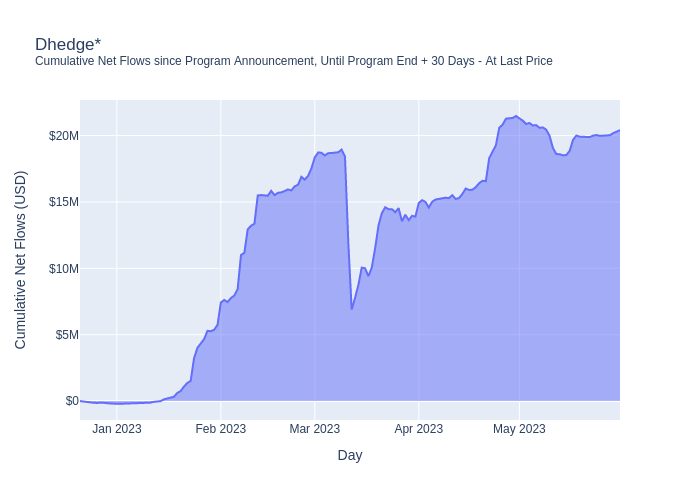 Dhedge*
Cumulative Net Flows since Program Announcement, Until Program End + 30 Days - At Last Price
Cumulative Net Flows (USD)
$20M
$15M
$10M
$5M
$0
Jan 2023
Feb 2023
Mar 2023
Apr 2023
May 2023
Day